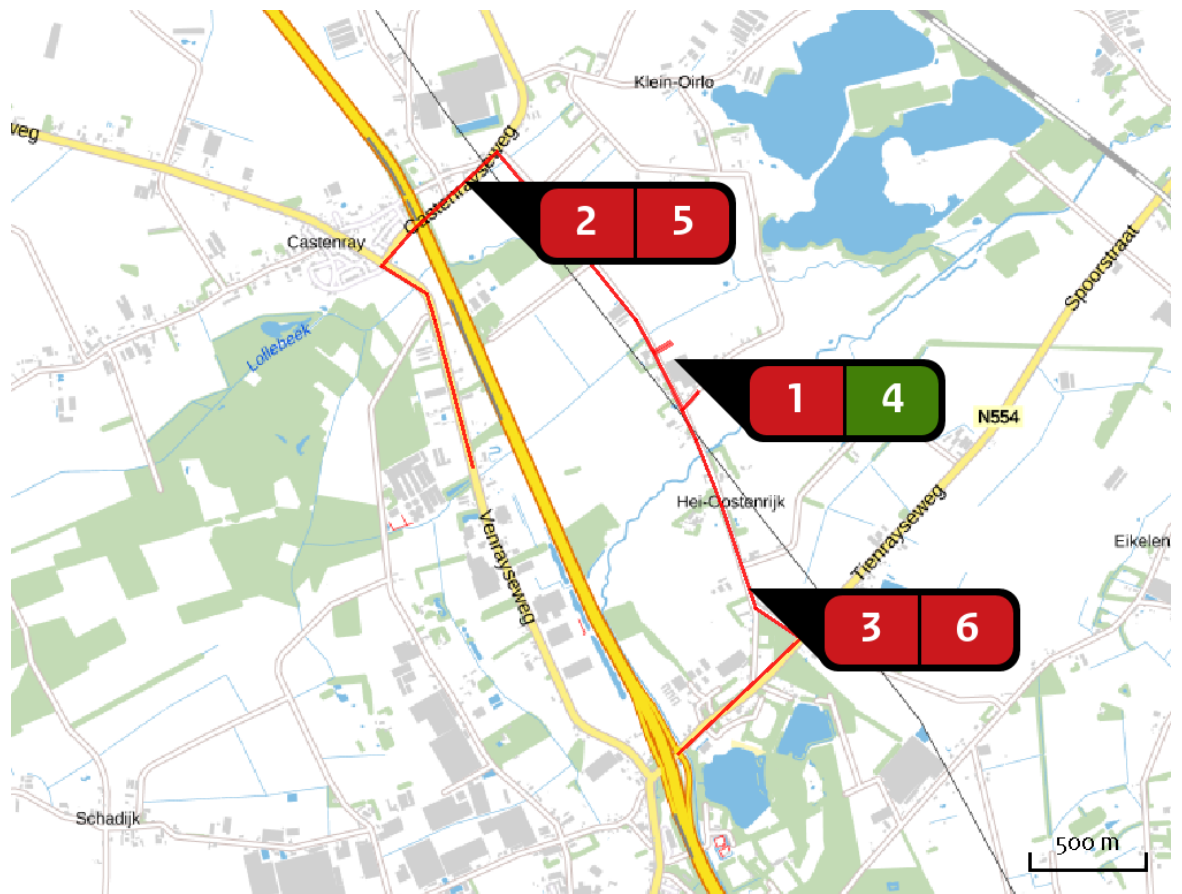 Klein-Oirlo
weg
Castenrayseweg
2 5
Castenray
Spoorstraat
Lollebeek
1 4
N554
Hei-Oostenrijk
Venrayseweg
Tienrayseweg
Eikelen
3 6
Schadijk
500 m